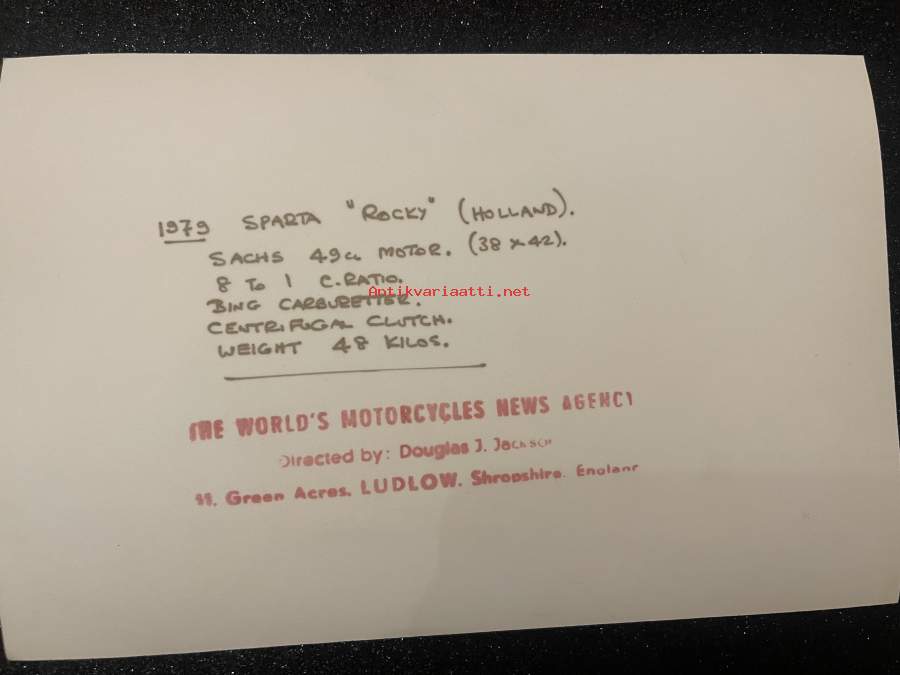 1979 SPARTA "ROCKY" (HOLLAND).
SACHS 49cc MOTOR. (38 x 42).
8 TO 1 C.RATIO.
Antikvariaatti.net
BING CARBURETTER.
CENTRIFUGAL CLUTCH.
WEIGHT 48 KILOS.
THE WORLD'S MOTORCYCLES NEWS AGENCY
Directed by: Douglas J. Jackson
Green Acres, LUDLOW. Shropshire. England